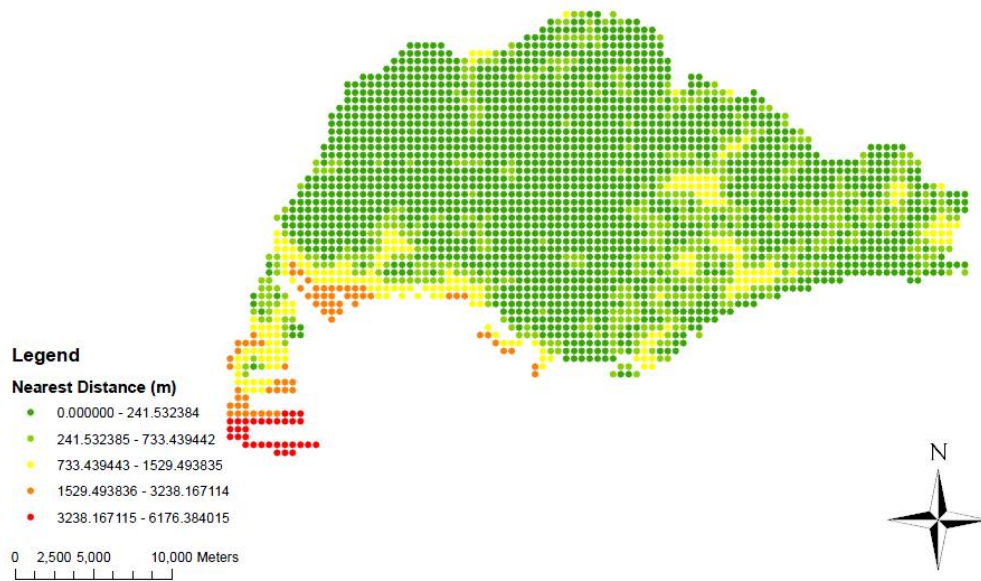 Legend
Nearest Distance (m)
0.000000 - 241.532384
241.532385 - 733.439442
733.439443 - 1529.493835
1529.493836 - 3238.167114
3238.167115 - 6176.384015
0 2,500 5,000 10,000 Meters
N